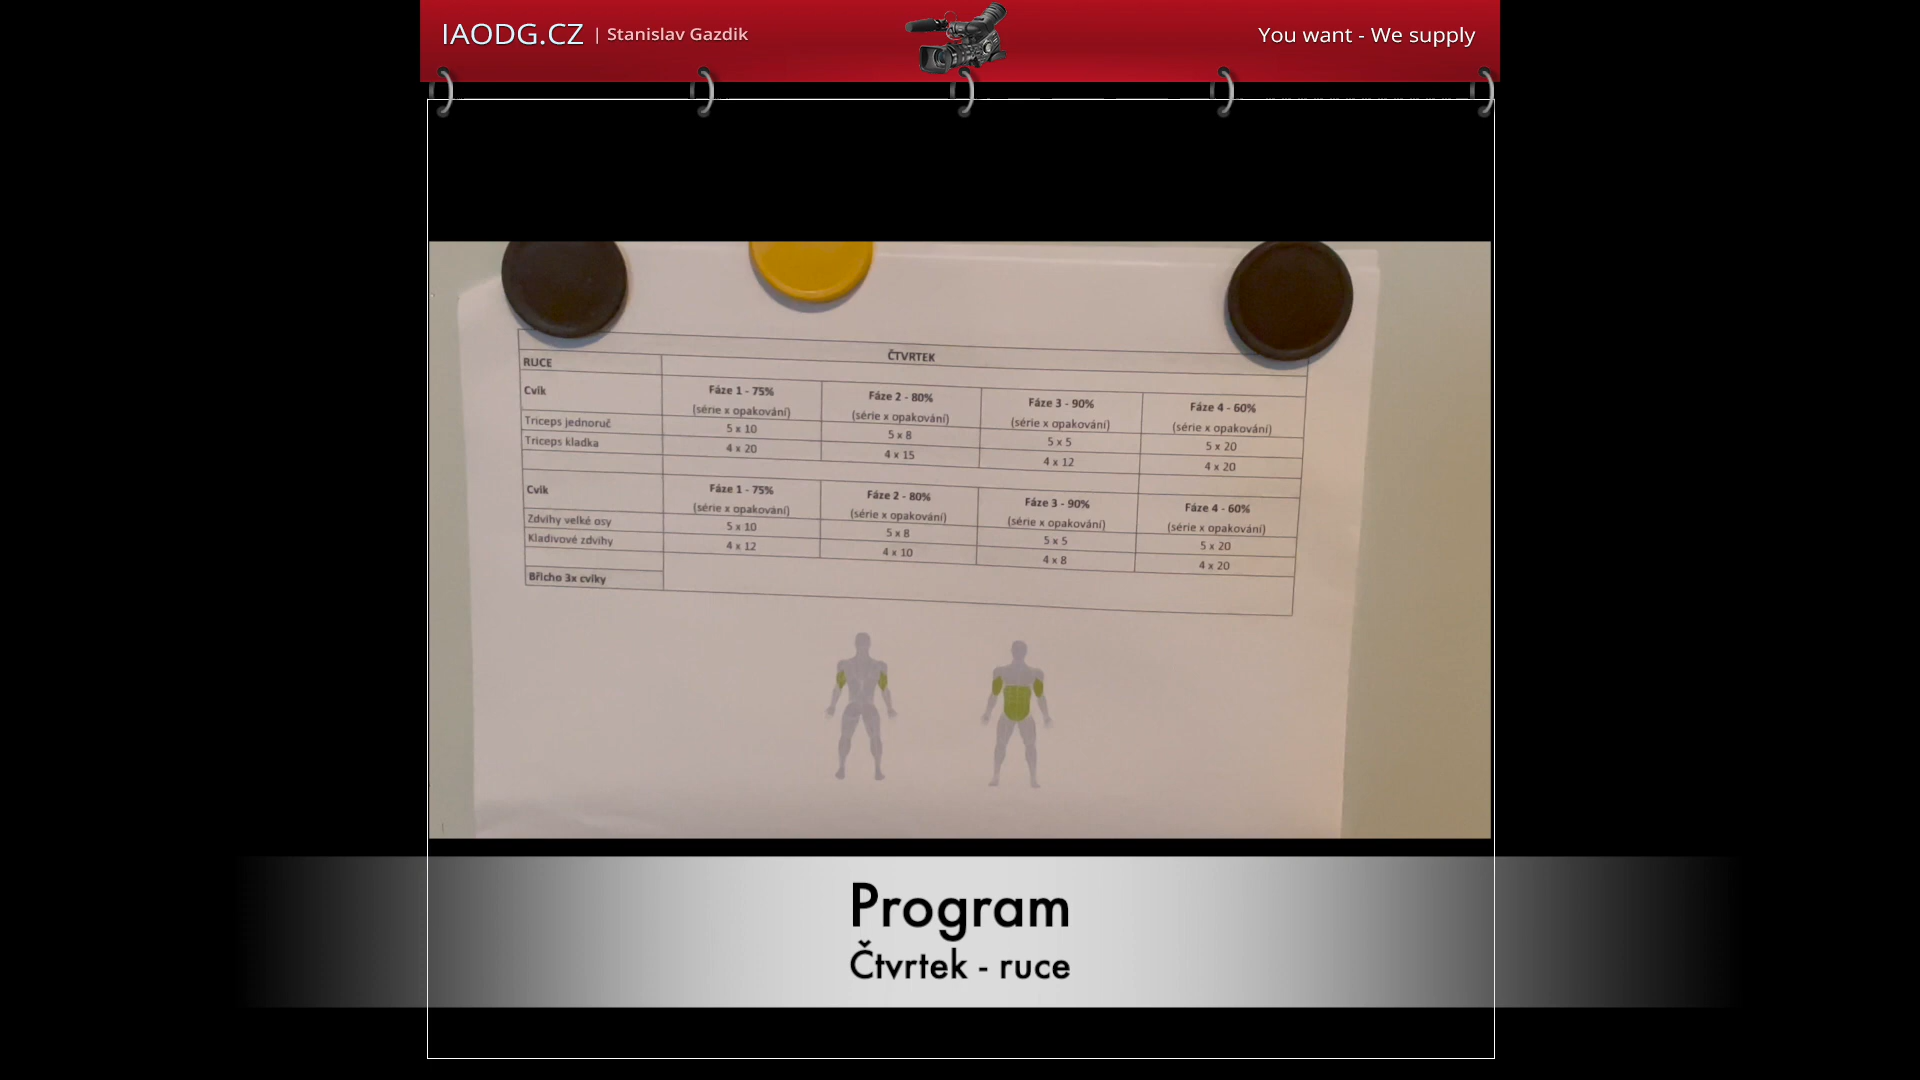 IAODG.CZ | Stanislav Gazdik
You want - We supply
ČTVRTEK
RUCE
Cvik Fáze 1 - 75% Fáze 2 - 80% Fáze 3 - 90% Fáze 4 - 60%
(série x opakování) (série x opakování) (série x opakování) (série x opakování)
Triceps jednoruč 5 x 10 5 x 8 5 x 5 5 x 20
Triceps kladka 4 x 20 4 x 15 4 x 12 4 x 20
Cvik Fáze 1 - 75% Fáze 2 - 80% Fáze 3 - 90% Fáze 4 - 60%
(série x opakování) (série x opakování) (série x opakování) (série x opakování)
Zdvihy velké osy 5 x 10 5 x 8 5 x 5 5 x 20
Kladivové zdvihy 4 x 12 4 x 10 4 x 8 4 x 20
Břicho 3x cviky
Program
Čtvrtek - ruce